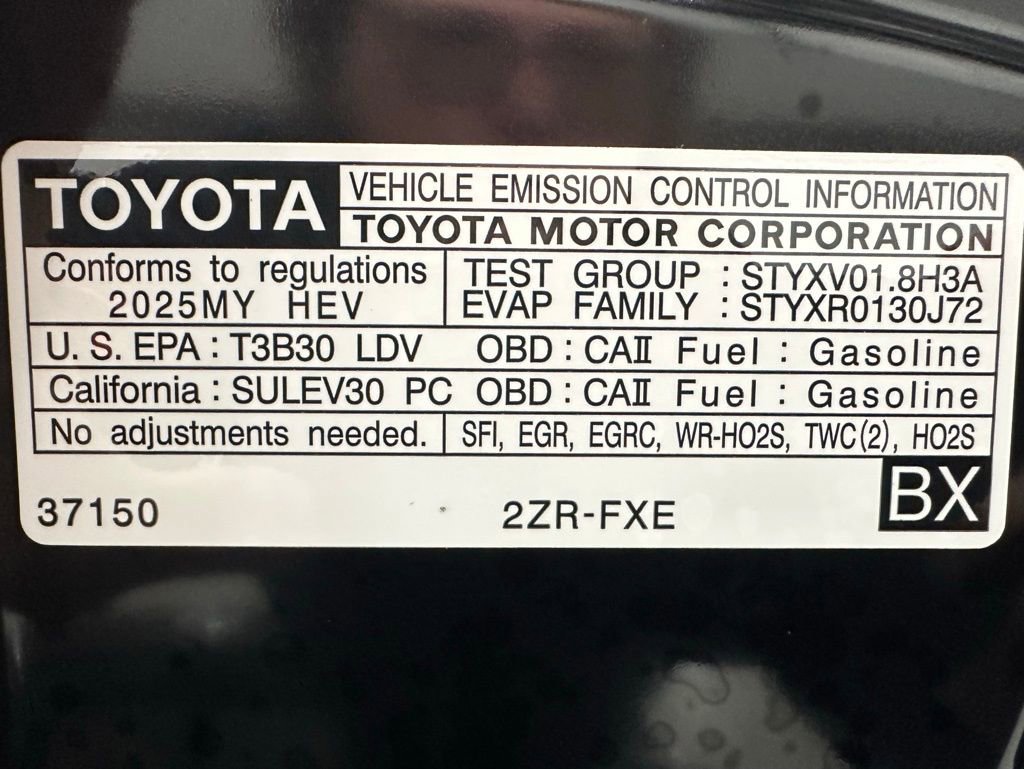 TOYOTA VEHICLE EMISSION CONTROL INFORMATION
TOYOTA MOTOR CORPORATION
Conforms to regulations
2025MY HEV
TEST GROUP : STYXV01.8H3A
EVAP FAMILY : STYXR0130J72
U. S. EPA : T3B30 LDV OBD : CAII Fuel : Gasoline
California : SULEV30 PC OBD : CAII Fuel : Gasoline
No adjustments needed. SFI, EGR, EGRC, WR-HO2S, TWC(2), HO2S
37150 2ZR-FXE BX